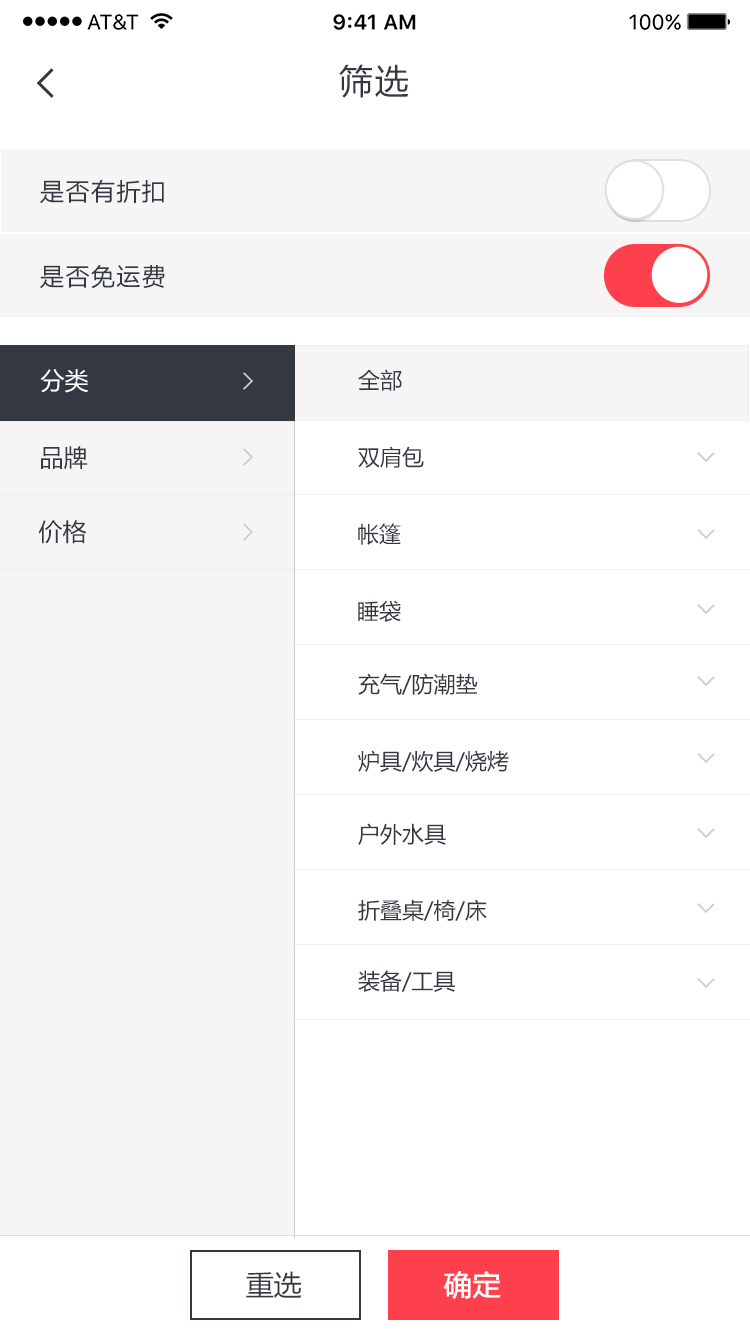 AT&T 9:41 AM 100%
筛选
是否有折扣
是否免运费
分类
品牌
价格
全部
双肩包
帐篷
睡袋
充气/防潮垫
炉具/炊具/烧烤
户外水具
折叠桌/椅/床
装备/工具
重选
确定